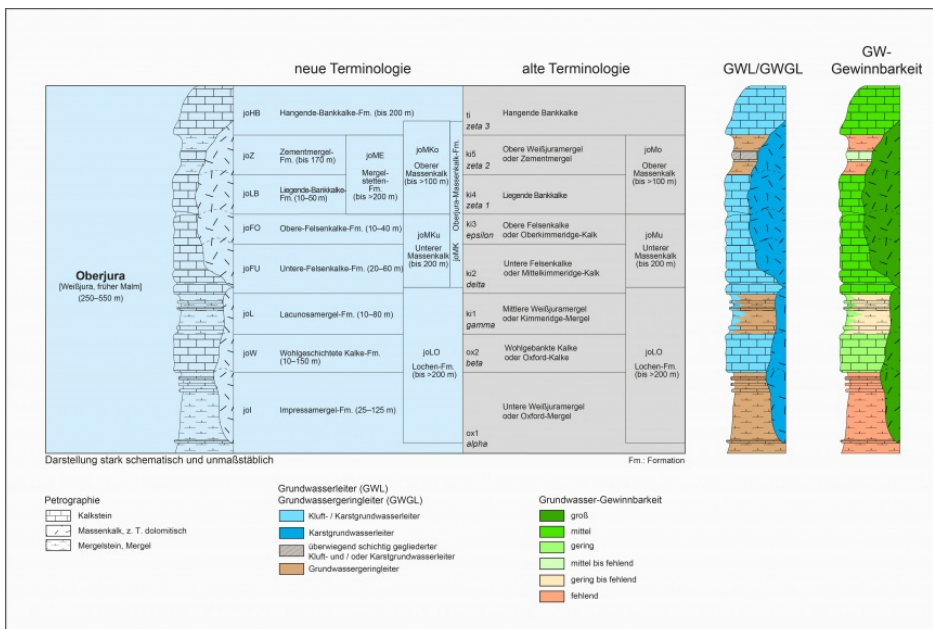 neue Terminologie
alte Terminologie
GWL/GWGL
GW-
Gewinnbarkeit
Oberjura
[Weißjura, früher Malm]
(250–550 m)
joHB
Hangende-Bankkalke-Fm. (bis 200 m)
joZ
Zementmergel-
Fm. (bis 170 m)
joLB
Liegende-Bankkalke-
Fm. (10–50 m)
joME
Mergel-
stetten-
Fm.
(bis >200 m)
joMKo
Oberer
Massenkalk
(bis >100 m)
joFO
Obere-Felsenkalke-Fm. (10–40 m)
joFU
Untere-Felsenkalke-Fm. (20–60 m)
joMKu
Unterer
Massenkalk
(bis 200 m)
joMK
Oberjura-Massenkalk-Fm.
joL
Lacunosamergel-Fm. (10–80 m)
joW
Wohlgeschichtete Kalke-Fm.
(10–150 m)
joI
Impressamergel-Fm. (25–125 m)
joLO
Lochen-Fm.
(bis >200 m)
ti
zeta 3
Hangende Bankkalke
ki5
zeta 2
Obere Weißjuramergel
oder Zementmergel
ki4
zeta 1
Liegende Bankkalke
joMo
Oberer
Massenkalk
(bis >100 m)
ki3
epsilon
Obere Felsenkalke
oder Oberkimmeridge-Kalk
ki2
delta
Untere Felsenkalke
oder Mittelkimmeridge-Kalk
joMu
Unterer
Massenkalk
(bis 200 m)
ki1
gamma
Mittlere Weißjuramergel
oder Kimmeridge-Mergel
ox2
beta
Wohlgebankte Kalke
oder Oxford-Kalke
ox1
alpha
Untere Weißjuramergel
oder Oxford-Mergel
joLO
Lochen-Fm.
(bis >200 m)
Darstellung stark schematisch und unmaßstäblich
Fm.: Formation
Petrographie
Kalkstein
Massenkalk, z. T. dolomitisch
Mergelstein, Mergel
Grundwasserleiter (GWL)
Grundwassergeringleiter (GWGL)
Kluft- / Karstgrundwasserleiter
Karstgrundwasserleiter
überwiegend schichtig gegliederter
Kluft- und / oder Karstgrundwasserleiter
Grundwassergeringleiter
Grundwasser-Gewinnbarkeit
groß
mittel
gering
mittel bis fehlend
gering bis fehlend
fehlend